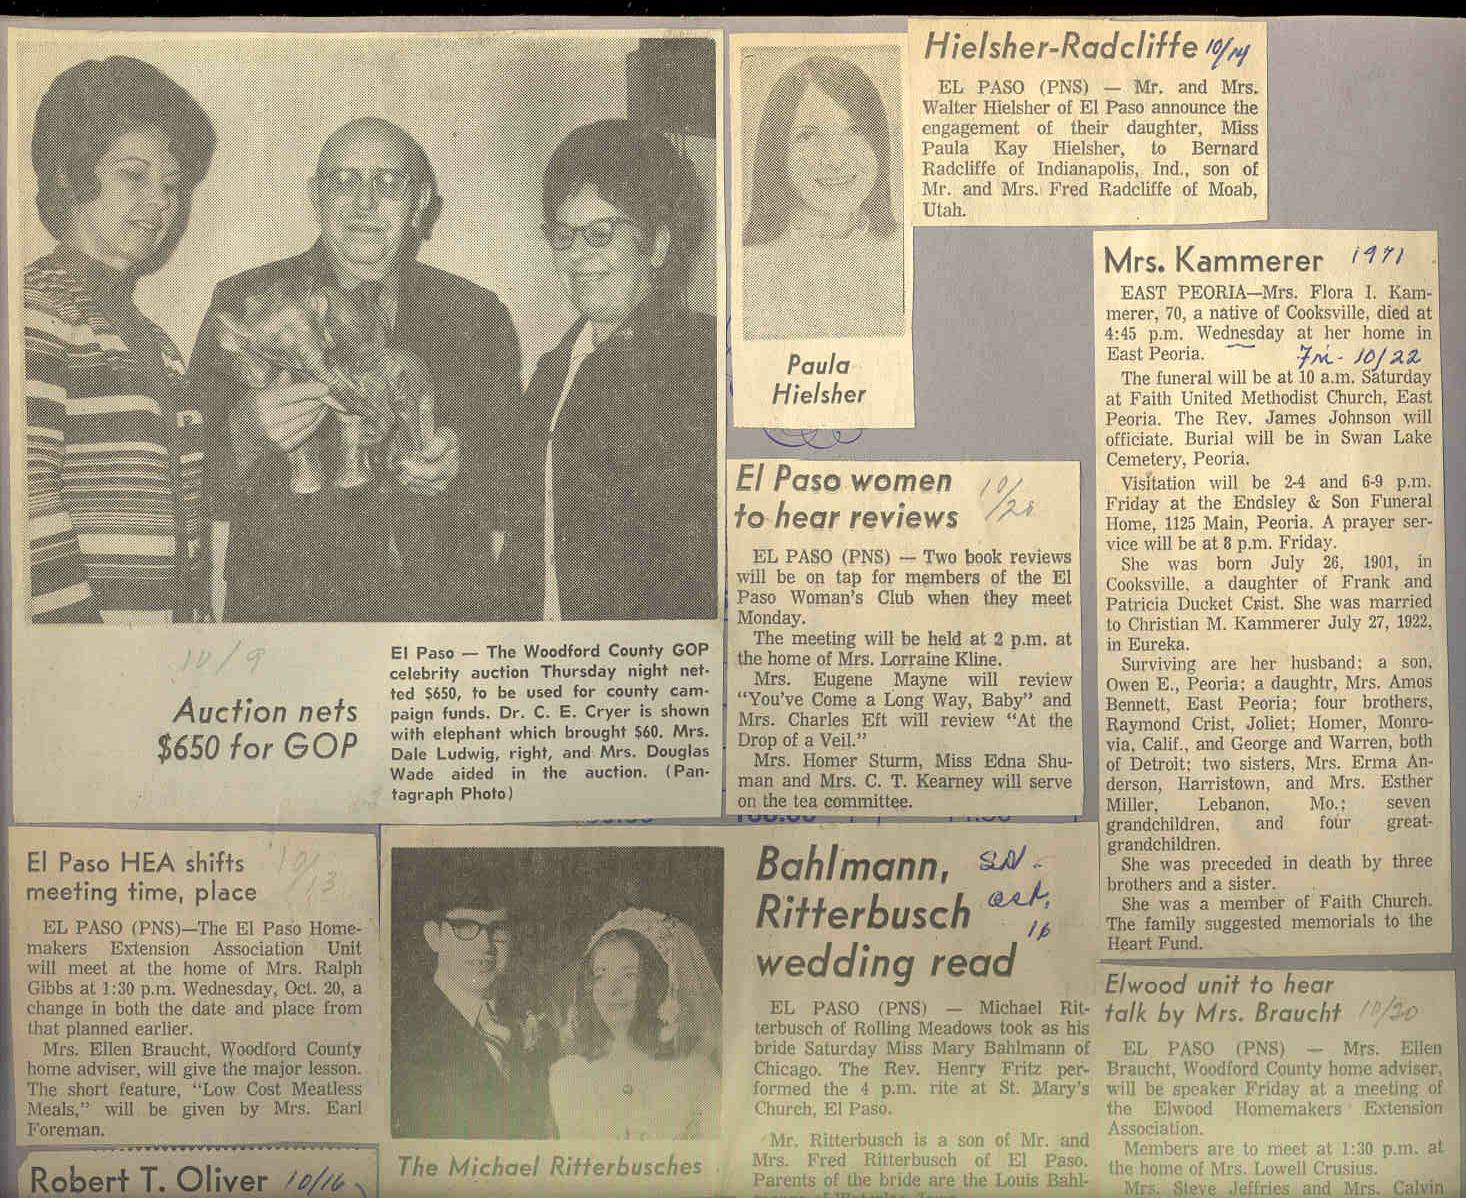 Hielsher-Radcliffe 10/14
EL PASO (PNS) — Mr. and Mrs.
Walter Hielsher of El Paso announce the
engagement of their daughter, Miss
Paula Kay Hielsher, to Bernard
Radcliffe of Indianapolis, Ind., son of
Mr. and Mrs. Fred Radcliffe of Moab,
Utah.
Paula
Hielsher
Mrs. Kammerer 1971
EAST PEORIA—Mrs. Flora I. Kam-
merer, 70, a native of Cooksville, died at
4:45 p.m. Wednesday at her home in
East Peoria. Fri - 10/22
The funeral will be at 10 a.m. Saturday
at Faith United Methodist Church, East
Peoria. The Rev. James Johnson will
officiate. Burial will be in Swan Lake
Cemetery, Peoria.
Visitation will be 2-4 and 6-9 p.m.
Friday at the Endsley & Son Funeral
Home, 1125 Main, Peoria. A prayer ser-
vice will be at 8 p.m. Friday.
She was born July 26, 1901, in
Cooksville, a daughter of Frank and
Patricia Ducket Crist. She was married
to Christian M. Kammerer July 27, 1922,
in Eureka.
Surviving are her husband; a son,
Owen E., Peoria; a daughtr, Mrs. Amos
Bennett, East Peoria; four brothers,
Raymond Crist, Joliet; Homer, Monro-
via, Calif., and George and Warren, both
of Detroit; two sisters, Mrs. Erma An-
derson, Harristown, and Mrs. Esther
Miller, Lebanon, Mo.; seven
grandchildren, and four great-
grandchildren.
She was preceded in death by three
brothers and a sister.
She was a member of Faith Church.
The family suggested memorials to the
Heart Fund.
El Paso women
to hear reviews 10/20
EL PASO (PNS) — Two book reviews
will be on tap for members of the El
Paso Woman's Club when they meet
Monday.
The meeting will be held at 2 p.m. at
the home of Mrs. Lorraine Kline.
Mrs. Eugene Mayne will review
"You've Come a Long Way, Baby" and
Mrs. Charles Eft will review "At the
Drop of a Veil."
Mrs. Homer Sturm, Miss Edna Shu-
man and Mrs. C. T. Kearney will serve
on the tea committee.
10/9
Auction nets
$650 for GOP
El Paso — The Woodford County GOP
celebrity auction Thursday night net-
ted $650, to be used for county cam-
paign funds. Dr. C. E. Cryer is shown
with elephant which brought $60. Mrs.
Dale Ludwig, right, and Mrs. Douglas
Wade aided in the auction. (Pan-
tagraph Photo)
El Paso HEA shifts
meeting time, place 10/13
EL PASO (PNS)—The El Paso Home-
makers Extension Association Unit
will meet at the home of Mrs. Ralph
Gibbs at 1:30 p.m. Wednesday, Oct. 20, a
change in both the date and place from
that planned earlier.
Mrs. Ellen Braucht, Woodford County
home adviser, will give the major lesson.
The short feature, "Low Cost Meatless
Meals," will be given by Mrs. Earl
Foreman.
Robert T. Oliver 10/16
The Michael Ritterbusches
Bahlmann,
Ritterbusch
wedding read
Oct.
16
EL PASO (PNS) — Michael Rit-
terbusch of Rolling Meadows took as his
bride Saturday Miss Mary Bahlmann of
Chicago. The Rev. Henry Fritz per-
formed the 4 p.m. rite at St. Mary's
Church, El Paso.
Mr. Ritterbusch is a son of Mr. and
Mrs. Fred Ritterbusch of El Paso.
Parents of the bride are the Louis Bahl-
Elwood unit to hear
talk by Mrs. Braucht 10/20
EL PASO (PNS) — Mrs. Ellen
Braucht, Woodford County home adviser,
will be speaker Friday at a meeting of
the Elwood Homemakers Extension
Association.
Members are to meet at 1:30 p.m. at
the home of Mrs. Lowell Crusius.
Mrs. Steve Jeffries and Mrs. Calvin